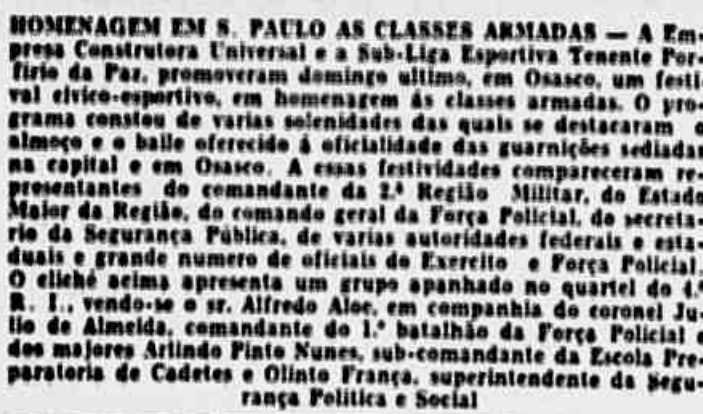 HOMENAGEM EM S. PAULO AS CLASSES ARMADAS — A Em-
presa Construtora Universal e a Sub-Liga Esportiva Tenente Por-
firio da Paz, promoveram domingo ultimo, em Osasco, um festi-
val civico-esportivo, em homenagem ás classes armadas. O pro-
grama constou de varias solenidades das quais se destacaram o
almoço e o baile oferecido á oficialidade das guarnições sediadas
na capital e em Osasco. A essas festividades compareceram re-
presentantes do comandante da 2.ª Região Militar, do Estado
Maior da Região, do comando geral da Força Policial, do secreta-
rio da Segurança Pública, de varias autoridades federais e esta-
duais e grande numero de oficiais do Exercito e Força Policial.
O cliché acima apresenta um grupo apanhado no quartel do 4.º
R. I., vendo-se o sr. Alfredo Aloe, em companhia do coronel Ju-
lio de Almeida, comandante do 1.º batalhão da Força Policial e
dos majores Arlindo Pinto Nunes, sub-comandante da Escola Pre-
paratoria de Cadetes e Olinto França, superintendente da Segu-
rança Politica e Social